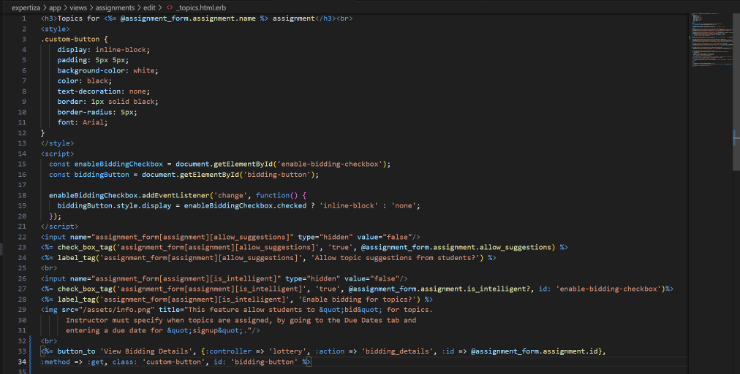 expertiza > app > views > assignments > edit > <> _topics.html.erb
1 <h3>Topics for <%= @assignment_form.assignment.name %> assignment</h3><br>
2 <style>
3 .custom-button {
4 display: inline-block;
5 padding: 5px 5px;
6 background-color: white;
7 color: black;
8 text-decoration: none;
9 border: 1px solid black;
10 border-radius: 5px;
11 font: Arial;
12 }
13 </style>
14 <script>
15 const enableBiddingCheckbox = document.getElementById('enable-bidding-checkbox');
16 const biddingButton = document.getElementById('bidding-button');
17
18 enableBiddingCheckbox.addEventListener('change', function() {
19 biddingButton.style.display = enableBiddingCheckbox.checked ? 'inline-block' : 'none';
20 });
21 </script>
22 <input name="assignment_form[assignment][allow_suggestions]" type="hidden" value="false"/>
23 <%= check_box_tag('assignment_form[assignment][allow_suggestions]', 'true', @assignment_form.assignment.allow_suggestions) %>
24 <%= label_tag('assignment_form[assignment][allow_suggestions]', 'Allow topic suggestions from students?') %>
25 <br>
26 <input name="assignment_form[assignment][is_intelligent]" type="hidden" value="false"/>
27 <%= check_box_tag('assignment_form[assignment][is_intelligent]', 'true', @assignment_form.assignment.is_intelligent?, id: 'enable-bidding-checkbox')%>
28 <%= label_tag('assignment_form[assignment][is_intelligent]', 'Enable bidding for topics?') %>
29 <img src="/assets/info.png" title="This feature allow students to &quot;bid&quot; for topics.
30 Instructor must specify when topics are assigned, by going to the Due Dates tab and
31 entering a due date for &quot;signup&quot;."/>
32 <br>
33 <%= button_to 'View Bidding Details', {:controller => 'lottery', :action => 'bidding_details', :id => @assignment_form.assignment.id},
34 :method => :get, class: 'custom-button', id: 'bidding-button' %>
35